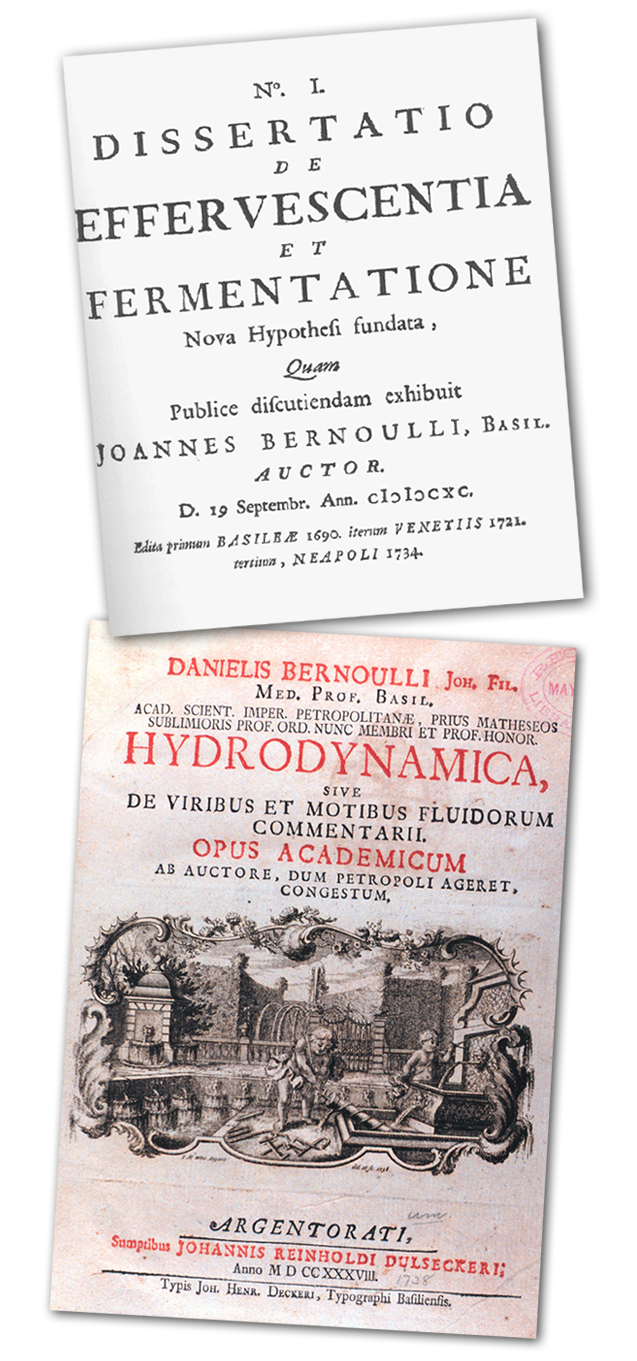 Nº. I.
DISSERTATIO
DE
EFFERVESCENTIA
ET
FERMENTATIONE
Nova Hypotheſi fundata,
Quam
Publice diſcutiendam exhibuit
JOANNES BERNOULLI, BASIL.
AUCTOR.
D. 19 Septembr. Ann. cIↄIↄcxc.
Edita primum BASILEÆ 1690. iterum VENETIIS 1721.
tertium, NEAPOLI 1734.
DANIELIS BERNOULLI JOH. FIL.
MED. PROF. BASIL.
ACAD. SCIENT. IMPER. PETROPOLITANÆ, PRIUS MATHESEOS
SUBLIMIORIS PROF. ORD. NUNC MEMBRI ET PROF. HONOR.
HYDRODYNAMICA,
SIVE
DE VIRIBUS ET MOTIBUS FLUIDORUM
COMMENTARII.
OPUS ACADEMICUM
AB AUCTORE, DUM PETROPOLI AGERET,
CONGESTUM.
MAY
ARGENTORATI,
Sumptibus JOHANNIS REINHOLDI DULSECKERI;
Anno M D CCXXXVIII.
1738
Typis JOH. HENR. DECKERI, Typographi Baſilienſis.